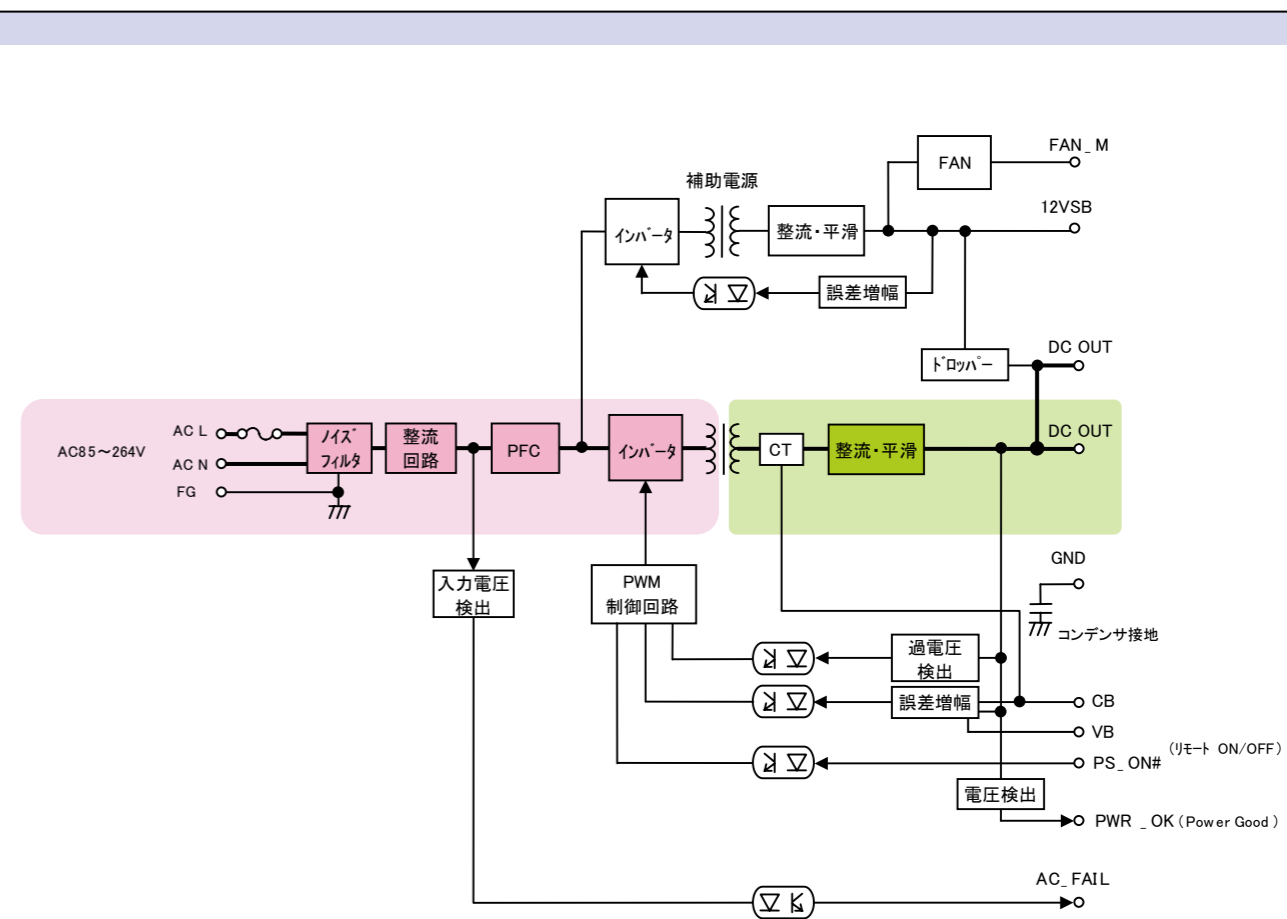 FAN_M
FAN
補助電源
12VSB
インバータ
整流・平滑
誤差増幅
DC OUT
ドロッパー
AC85～264V
AC L
AC N
FG
ノイズ
フィルタ
整流
回路
PFC
インバータ
CT
整流・平滑
DC OUT
入力電圧
検出
PWM
制御回路
GND
コンデンサ接地
過電圧
検出
誤差増幅
CB
VB
PS_ON#
(リモート ON/OFF)
電圧検出
PWR_OK (Power Good)
AC_FAIL